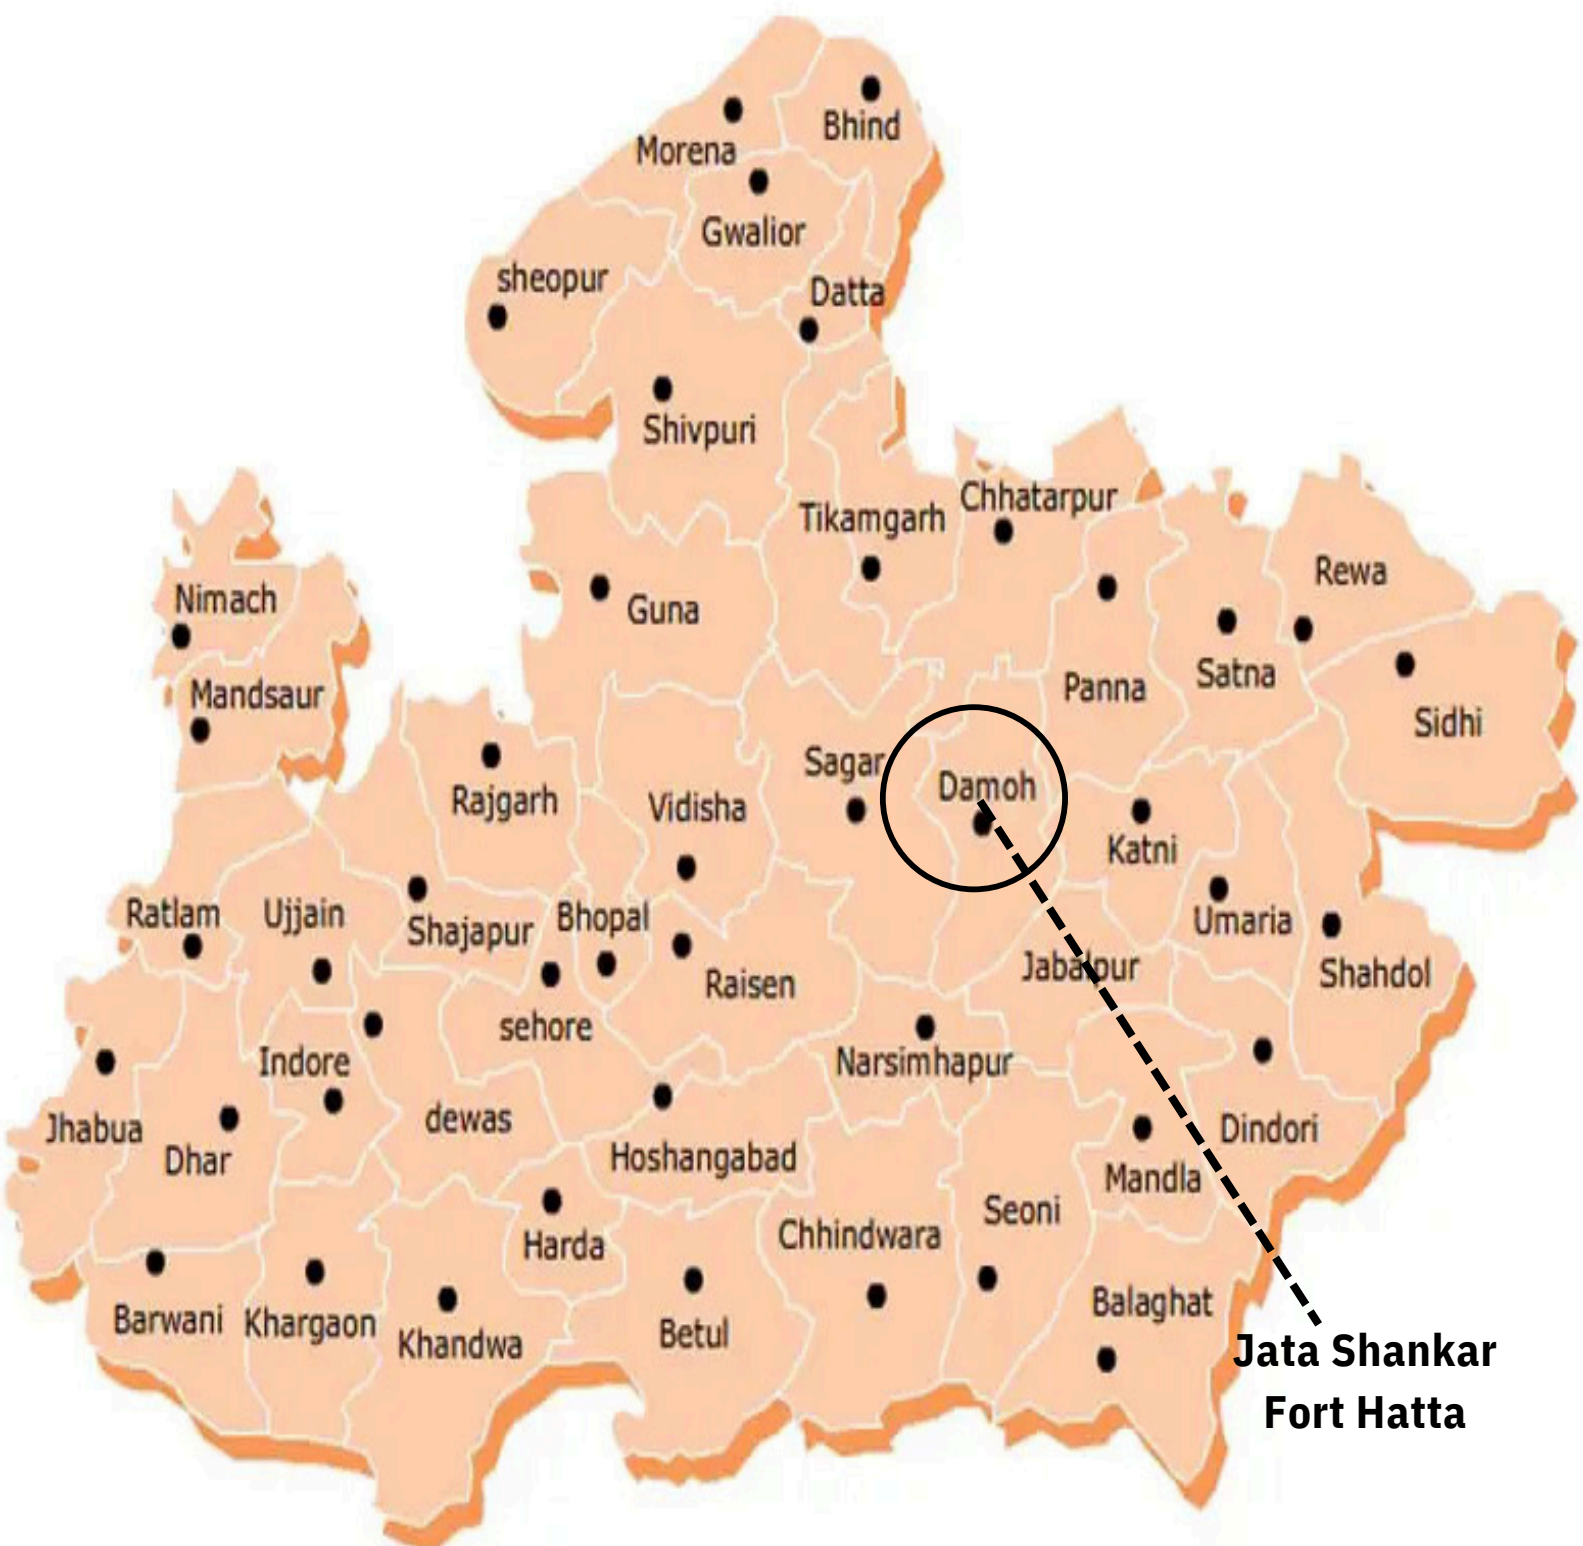 Bhind
Morena
Gwalior
sheopur
Datta
Shivpuri
Chhatarpur
Tikamgarh
Rewa
Nimach
Guna
Satna
Panna
Mandsaur
Sidhi
Sagar
Damoh
Rajgarh
Vidisha
Katni
Ratlam
Ujjain
Bhopal
Umaria
Shajapur
Jabalpur
Shahdol
Raisen
sehore
Indore
Narsimhapur
dewas
Jhabua
Dindori
Dhar
Hoshangabad
Mandla
Seoni
Chhindwara
Harda
Balaghat
Barwani
Khargaon
Betul
Khandwa
Jata Shankar
Fort Hatta